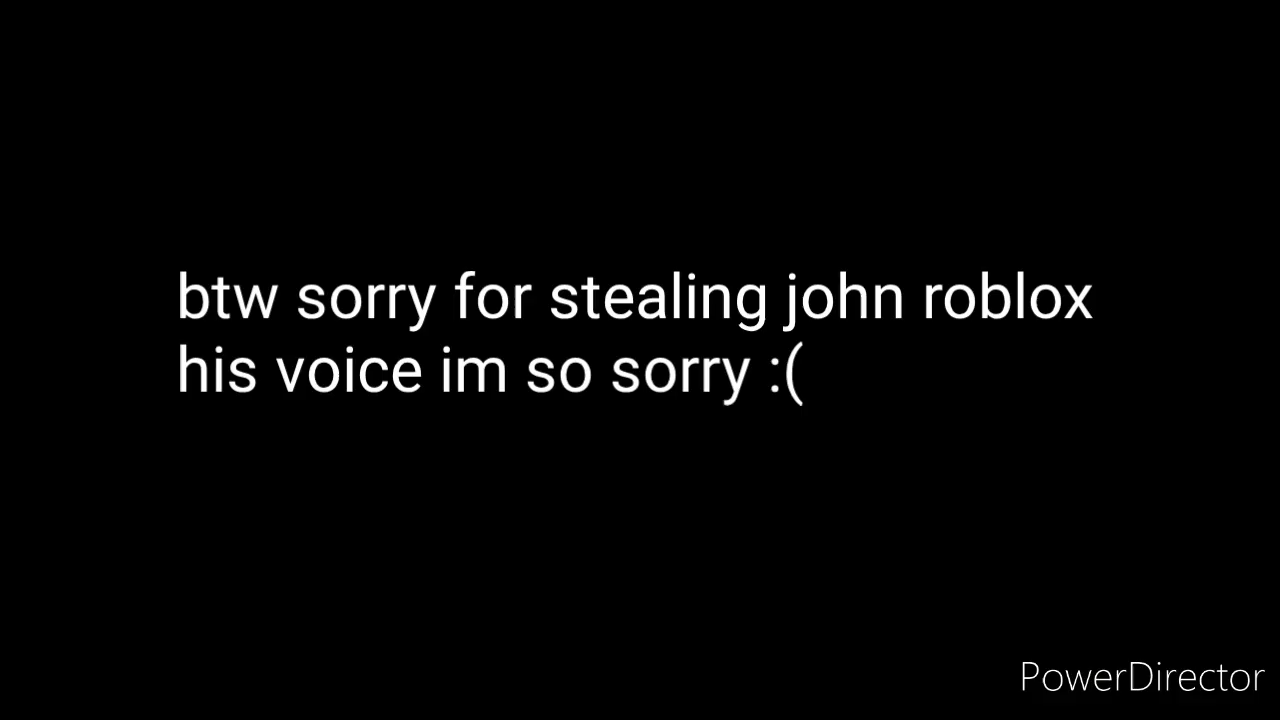 btw sorry for stealing john roblox
his voice im so sorry :(
PowerDirector